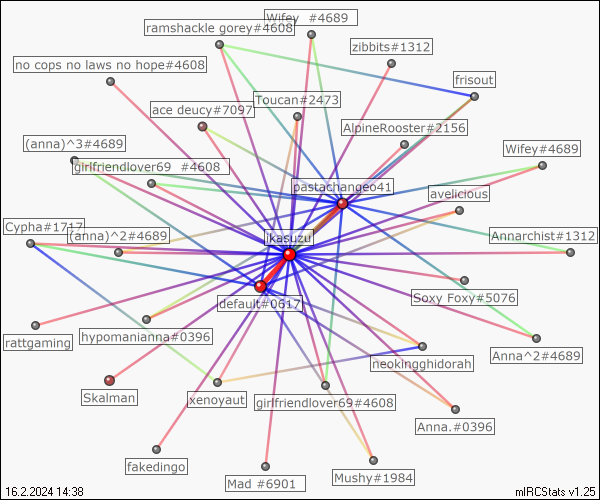 Wifey #4689
ramshackle gorey#4608
zibbits#1312
no cops no laws no hope#4608
frisout
Toucan#2473
ace deucy#7097
AlpineRooster#2156
(anna)^3#4689
Wifey#4689
girlfriendlover69 #4608
pastachangeo41
avelicious
Cypha#1717
(anna)^2#4689
jkasuzu
Annarchist#1312
Soxy Foxy#5076
default#0617
rattgaming
hypomanianna#0396
Anna^2#4689
neokingghidorah
Skalman
xenoyaut
girlfriendlover69#4608
Anna.#0396
fakedingo
Mad #6901
Mushy#1984
16.2.2024 14:38
mIRCStats v1.25